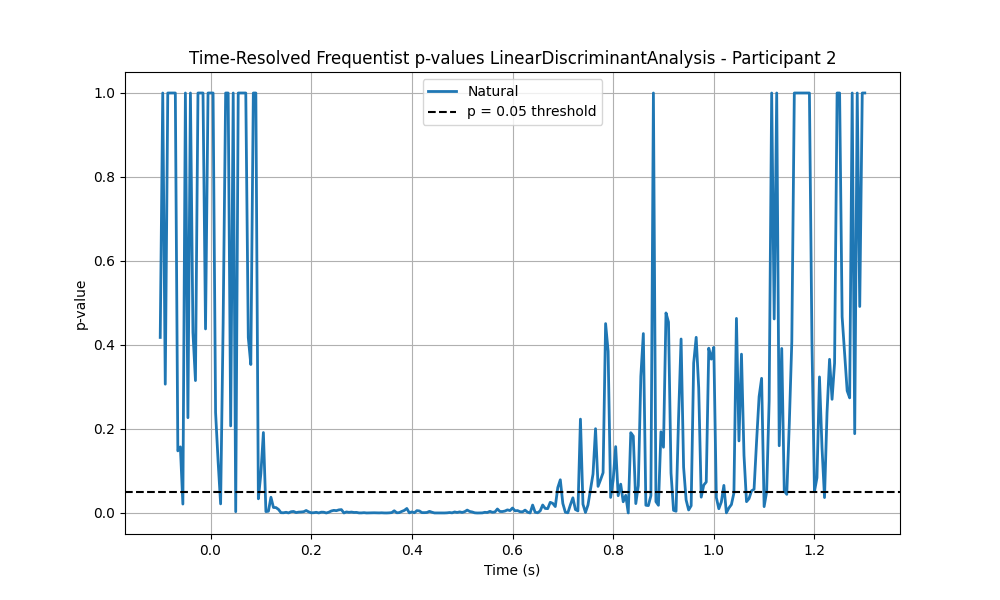 Time-Resolved Frequentist p-values LinearDiscriminantAnalysis - Participant 2
Natural
p = 0.05 threshold
1.0
0.8
0.6
0.4
0.2
0.0
p-value
0.0 0.2 0.4 0.6 0.8 1.0 1.2
Time (s)